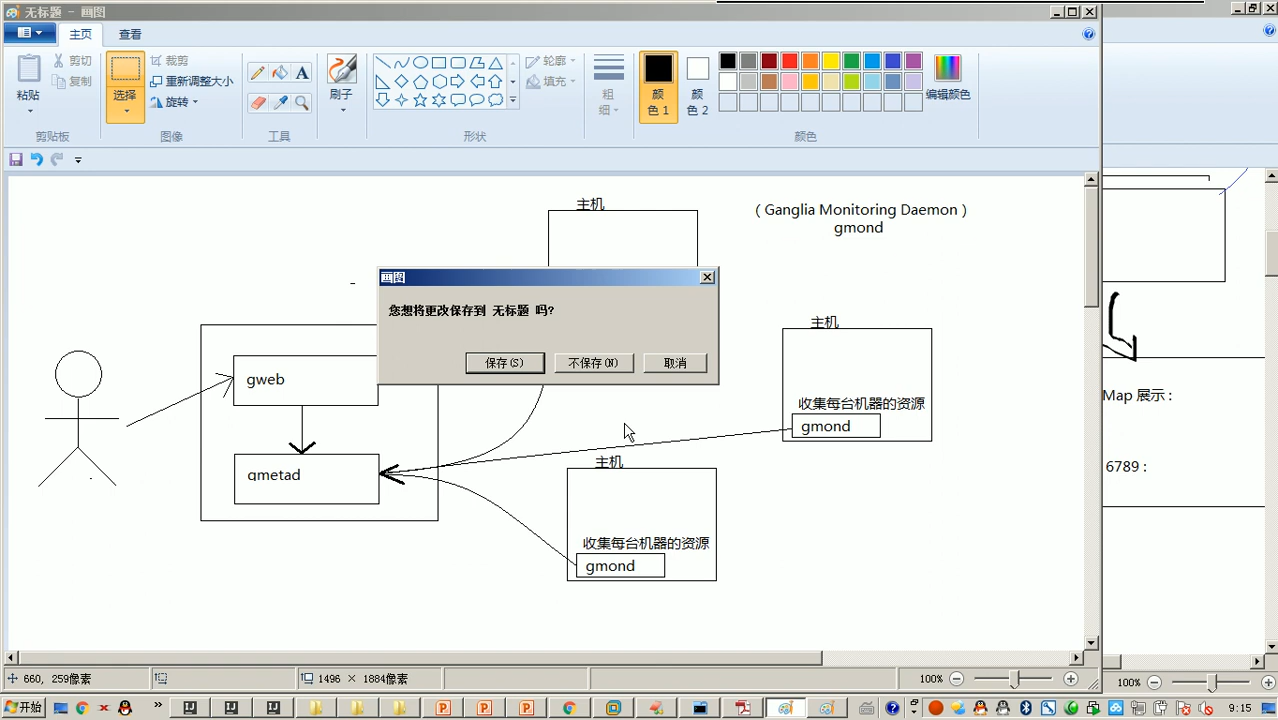 无标题 - 画图
主页
查看
粘贴
剪切
复制
剪贴板
选择
裁剪
重新调整大小
旋转
图像
A
工具
刷子
形状
轮廓
填充
粗
细
颜
色 1
颜
色 2
编辑颜色
颜色
主机
( Ganglia Monitoring Daemon )
gmond
画图
您想将更改保存到 无标题 吗?
保存(S)
不保存(N)
取消
主机
收集每台机器的资源
gmond
gweb
gmetad
主机
收集每台机器的资源
gmond
Map 展示 :
6789 :
660, 259像素
1496 × 1884像素
100%
100%
开始
9:15